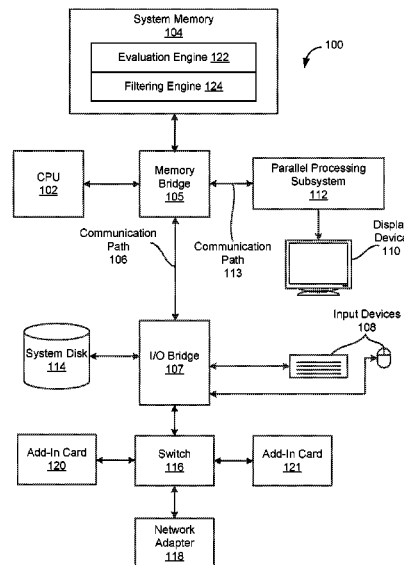 System Memory
104
Evaluation Engine 122
Filtering Engine 124
100
CPU
102
Memory
Bridge
105
Parallel Processing
Subsystem
112
Communication
Path
106
Communication
Path
113
Display
Device
110
System Disk
114
I/O Bridge
107
Input Devices
108
Add-In Card
120
Switch
116
Add-In Card
121
Network
Adapter
118